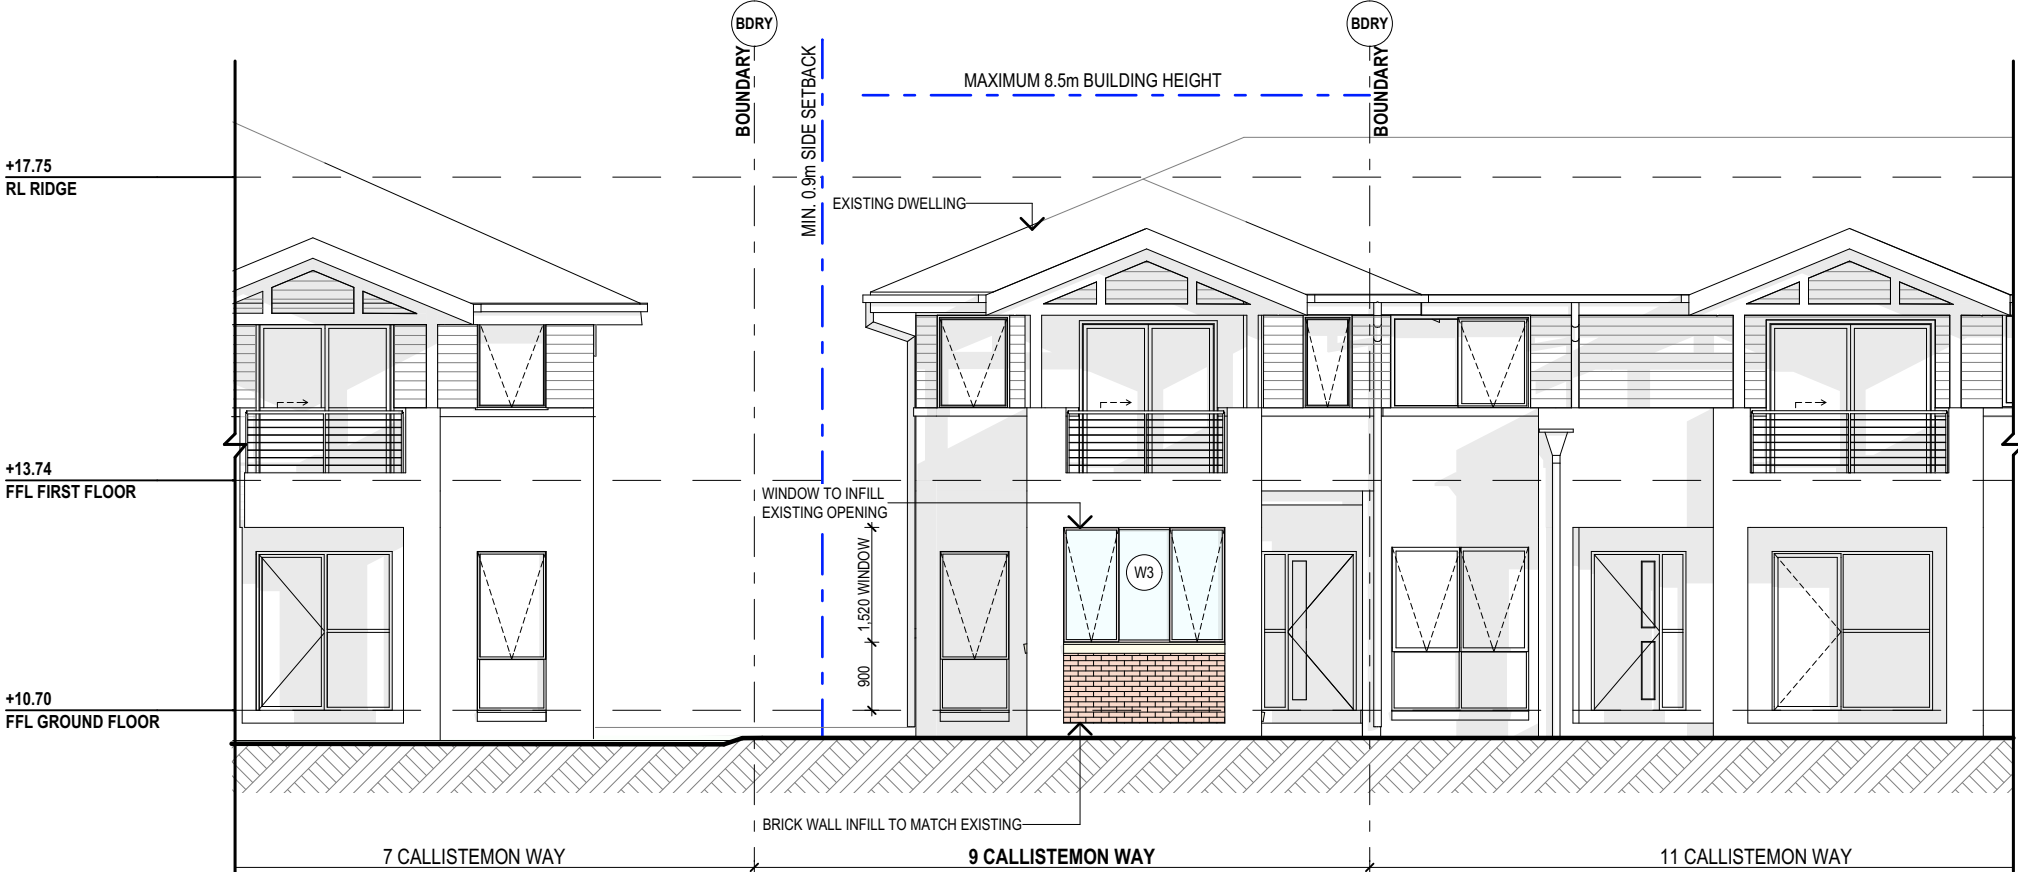 BDRY
BDRY
BOUNDARY
MIN. 0.9m SIDE SETBACK
MAXIMUM 8.5m BUILDING HEIGHT
BOUNDARY
+17.75
RL RIDGE
EXISTING DWELLING
+13.74
FFL FIRST FLOOR
WINDOW TO INFILL
EXISTING OPENING
1,520 WINDOW
W3
900
+10.70
FFL GROUND FLOOR
BRICK WALL INFILL TO MATCH EXISTING
7 CALLISTEMON WAY
9 CALLISTEMON WAY
11 CALLISTEMON WAY